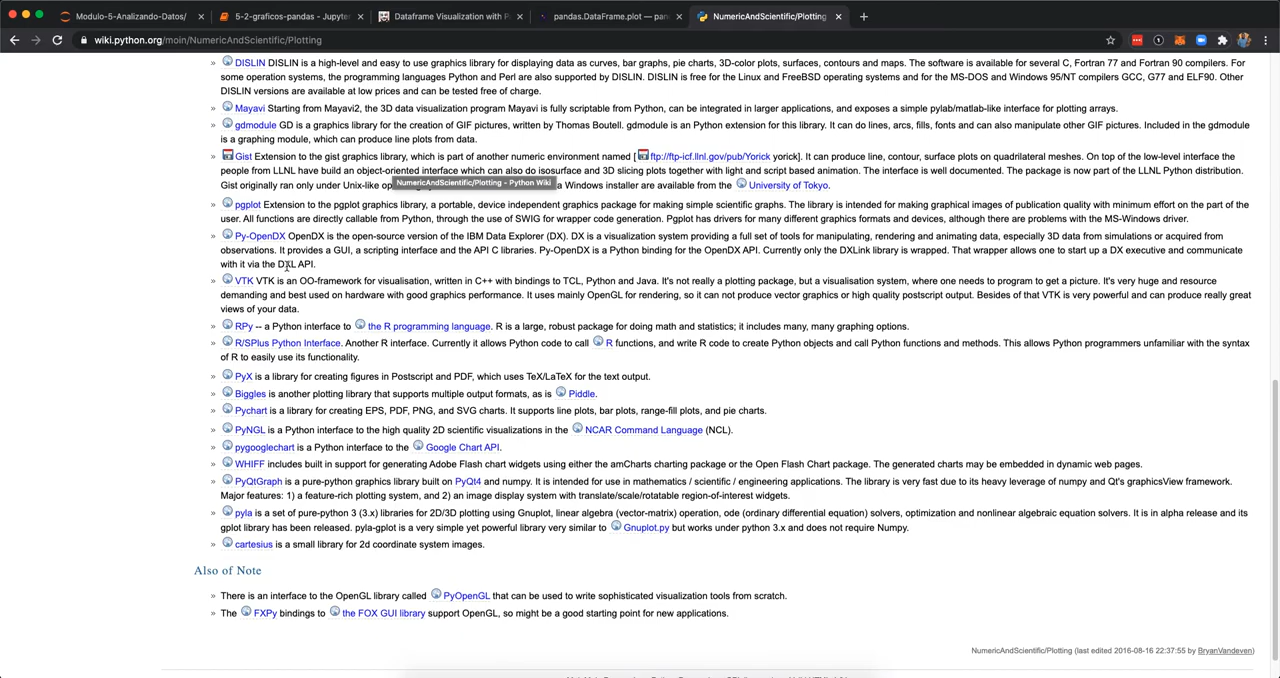 Modulo-5-Analizando-Datos/
5-2-graficos-pandas - Jupyter
Dataframe Visualization with P
pandas.DataFrame.plot — pan
NumericAndScientific/Plotting
wiki.python.org/moin/NumericAndScientific/Plotting
» DISLIN DISLIN is a high-level and easy to use graphics library for displaying data as curves, bar graphs, pie charts, 3D-color plots, surfaces, contours and maps. The software is available for several C, Fortran 77 and Fortran 90 compilers. For
some operation systems, the programming languages Python and Perl are also supported by DISLIN. DISLIN is free for the Linux and FreeBSD operating systems and for the MS-DOS and Windows 95/NT compilers GCC, G77 and ELF90. Other
DISLIN versions are available at low prices and can be tested free of charge.
» Mayavi Starting from Mayavi2, the 3D data visualization program Mayavi is fully scriptable from Python, can be integrated in larger applications, and exposes a simple pylab/matlab-like interface for plotting arrays.
» gdmodule GD is a graphics library for the creation of GIF pictures, written by Thomas Boutell. gdmodule is an Python extension for this library. It can do lines, arcs, fills, fonts and can also manipulate other GIF pictures. Included in the gdmodule
is a graphing module, which can produce line plots from data.
» Gist Extension to the gist graphics library, which is part of another numeric environment named [ ftp://ftp-icf.llnl.gov/pub/Yorick yorick]. It can produce line, contour, surface plots on quadrilateral meshes. On top of the low-level interface the
people from LLNL have build an object-oriented interface which can also do isosurface and 3D slicing plots together with light and script based animation. The interface is well documented. The package is now part of the LLNL Python distribution.
Gist originally ran only under Unix-like op
NumericAndScientific/Plotting - Python Wiki
a Windows installer are available from the University of Tokyo.
» pgplot Extension to the pgplot graphics library, a portable, device independent graphics package for making simple scientific graphs. The library is intended for making graphical images of publication quality with minimum effort on the part of the
user. All functions are directly callable from Python, through the use of SWIG for wrapper code generation. Pgplot has drivers for many different graphics formats and devices, although there are problems with the MS-Windows driver.
» Py-OpenDX OpenDX is the open-source version of the IBM Data Explorer (DX). DX is a visualization system providing a full set of tools for manipulating, rendering and animating data, especially 3D data from simulations or acquired from
observations. It provides a GUI, a scripting interface and the API C libraries. Py-OpenDX is a Python binding for the OpenDX API. Currently only the DXLink library is wrapped. That wrapper allows one to start up a DX executive and communicate
with it via the DXL API.
» VTK VTK is an OO-framework for visualisation, written in C++ with bindings to TCL, Python and Java. It's not really a plotting package, but a visualisation system, where one needs to program to get a picture. It's very huge and resource
demanding and best used on hardware with good graphics performance. It uses mainly OpenGL for rendering, so it can not produce vector graphics or high quality postscript output. Besides of that VTK is very powerful and can produce really great
views of your data.
» RPy -- a Python interface to the R programming language. R is a large, robust package for doing math and statistics; it includes many, many graphing options.
» R/SPlus Python Interface. Another R interface. Currently it allows Python code to call R functions, and write R code to create Python objects and call Python functions and methods. This allows Python programmers unfamiliar with the syntax
of R to easily use its functionality.
» PyX is a library for creating figures in Postscript and PDF, which uses TeX/LaTeX for the text output.
» Biggles is another plotting library that supports multiple output formats, as is Piddle.
» Pychart is a library for creating EPS, PDF, PNG, and SVG charts. It supports line plots, bar plots, range-fill plots, and pie charts.
» PyNGL is a Python interface to the high quality 2D scientific visualizations in the NCAR Command Language (NCL).
» pygooglechart is a Python interface to the Google Chart API.
» WHIFF includes built in support for generating Adobe Flash chart widgets using either the amCharts charting package or the Open Flash Chart package. The generated charts may be embedded in dynamic web pages.
» PyQtGraph is a pure-python graphics library built on PyQt4 and numpy. It is intended for use in mathematics / scientific / engineering applications. The library is very fast due to its heavy leverage of numpy and Qt's graphicsView framework.
Major features: 1) a feature-rich plotting system, and 2) an image display system with translate/scale/rotatable region-of-interest widgets.
» pyla is a set of pure-python 3 (3.x) libraries for 2D/3D plotting using Gnuplot, linear algebra (vector-matrix) operation, ode (ordinary differential equation) solvers, optimization and nonlinear algebraic equation solvers. It is in alpha release and its
gplot library has been released. pyla-gplot is a very simple yet powerful library very similar to Gnuplot.py but works under python 3.x and does not require Numpy.
» cartesius is a small library for 2d coordinate system images.
Also of Note
» There is an interface to the OpenGL library called PyOpenGL that can be used to write sophisticated visualization tools from scratch.
» The FXPy bindings to the FOX GUI library support OpenGL, so might be a good starting point for new applications.
NumericAndScientific/Plotting (last edited 2016-08-16 22:37:55 by BryanVandeven)